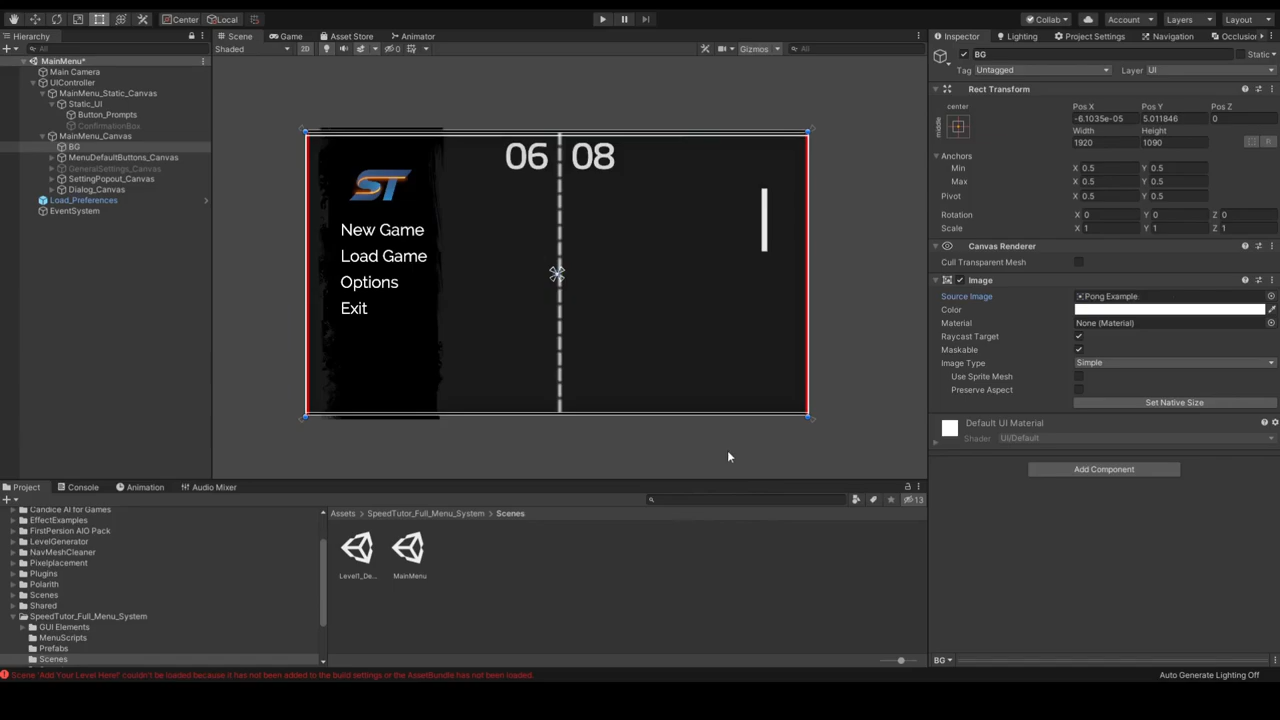 Center Local Collab Account Layers Layout
Hierarchy Scene Game Asset Store Animator Inspector Lighting Project Settings Navigation Occlusion
All Shaded 2D 0 Gizmos All BG Static
MainMenu* Tag Untagged Layer UI
Main Camera
UIController Rect Transform
MainMenu_Static_Canvas center Pos X Pos Y Pos Z
Static_UI middle -6.1035e-05 5.011846 0
Button_Prompts Width Height
ConfirmationBox 1920 1090 R
MainMenu_Canvas Anchors
BG Min X 0.5 Y 0.5
MenuDefaultButtons_Canvas Max X 0.5 Y 0.5
GeneralSettings_Canvas Pivot X 0.5 Y 0.5
SettingPopout_Canvas Rotation X 0 Y 0 Z 0
Dialog_Canvas Scale X 1 Y 1 Z 1
Load_Preferences Canvas Renderer
EventSystem Cull Transparent Mesh
06 08
ST
New Game
Load Game
Options
Exit
Image
Source Image Pong Example
Color
Material None (Material)
Raycast Target
Maskable
Image Type Simple
Use Sprite Mesh
Preserve Aspect
Set Native Size
Default UI Material
Shader UI/Default
Add Component
Project Console Animation Audio Mixer
13
Candice AI for Games Assets SpeedTutor_Full_Menu_System Scenes
EffectExamples
FirstPersion AIO Pack
LevelGenerator
NavMeshCleaner
Pixelplacement
Plugins
Polarith
Scenes
Shared
SpeedTutor_Full_Menu_System
GUI Elements
MenuScripts
Prefabs
Scenes
Level1_De... MainMenu
BG
Scene 'Add Your Level Here!' couldn't be loaded because it has not been added to the build settings or the AssetBundle has not been loaded. Auto Generate Lighting Off